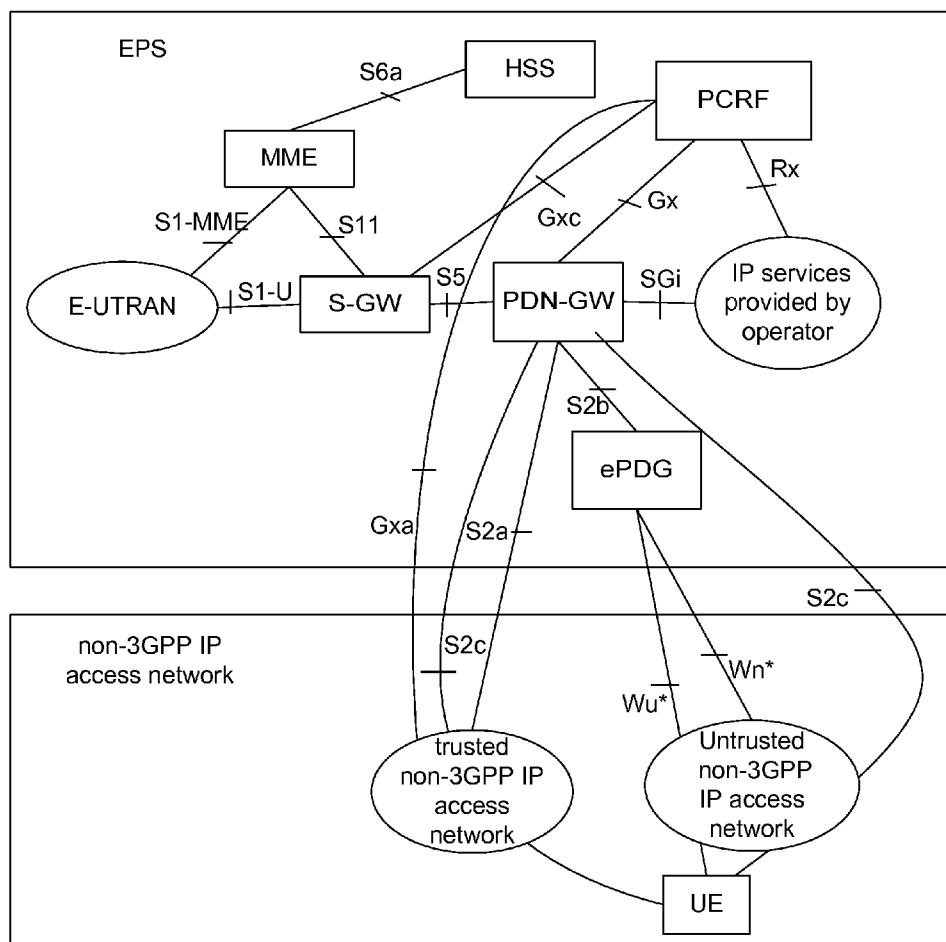 EPS
S6a
HSS
PCRF
MME
Rx
S1-MME
S11
Gxc
Gx
E-UTRAN
S1-U
S-GW
S5
PDN-GW
SGi
IP services
provided by
operator
S2b
ePDG
Gxa
S2a
S2c
non-3GPP IP
access network
S2c
Wn*
Wu*
trusted
non-3GPP IP
access
network
Untrusted
non-3GPP
IP access
network
UE